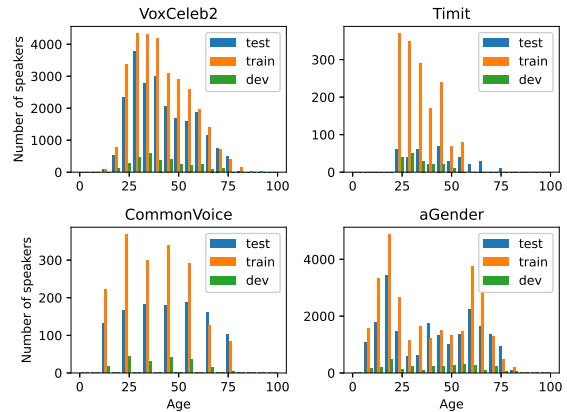 VoxCeleb2
Number of speakers
4000
3000
2000
1000
0
0 25 50 75 100
test
train
dev
Timit
300
200
100
0
0 25 50 75 100
test
train
dev
CommonVoice
Number of speakers
300
200
100
0
0 25 50 75 100
Age
test
train
dev
aGender
4000
2000
0
0 25 50 75 100
Age
test
train
dev